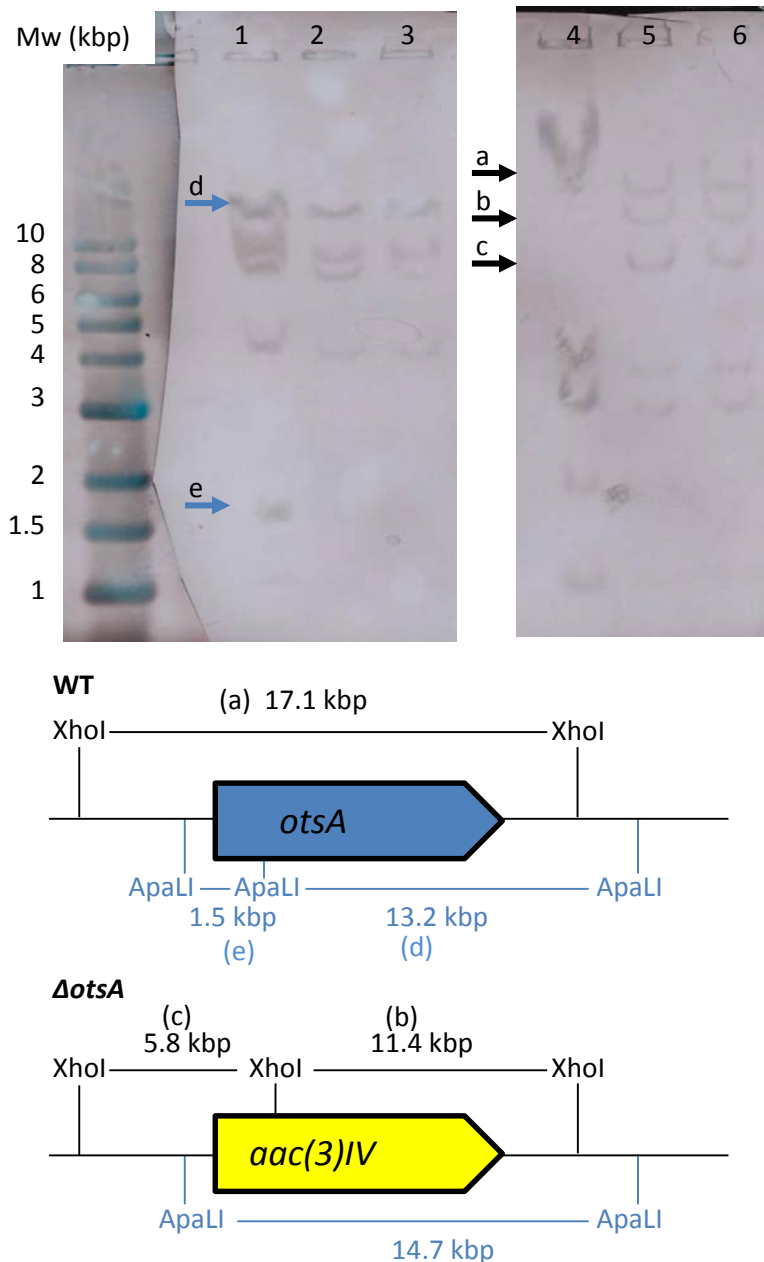 Mw (kbp) 1 2 3 4 5 6
a
d
b
10
c
8
6
5
4
3
2
e
1.5
1
WT
(a) 17.1 kbp
XhoI XhoI
otsA
ApaLI ApaLI ApaLI
1.5 kbp 13.2 kbp
(e) (d)
ΔotsA
(c) (b)
5.8 kbp 11.4 kbp
XhoI XhoI XhoI
aac(3)IV
ApaLI ApaLI
14.7 kbp